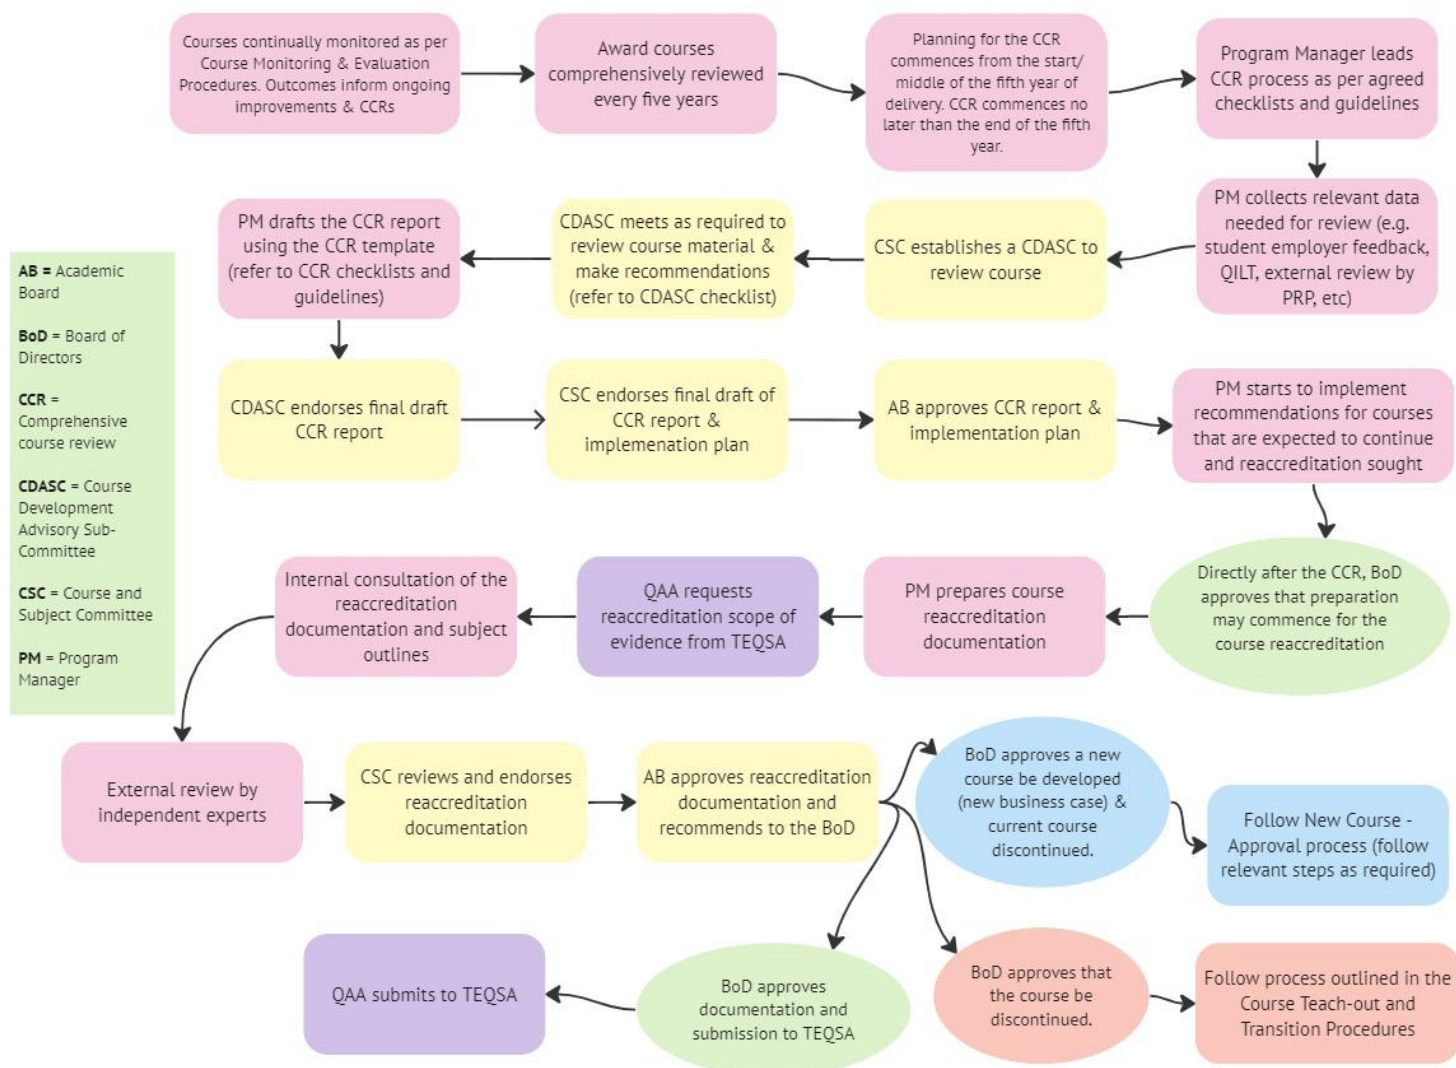 Courses continually monitored as per
Course Monitoring & Evaluation
Procedures. Outcomes inform ongoing
improvements & CCRs
Award courses
comprehensively reviewed
every five years
Planning for the CCR
commences from the start/
middle of the fifth year of
delivery. CCR commences no
later than the end of the fifth
year.
Program Manager leads
CCR process as per agreed
checklists and guidelines
PM collects relevant data
needed for review (e.g.
student employer feedback,
QILT, external review by
PRP, etc)
CSC establishes a CDASC to
review course
CDASC meets as required to
review course material &
make recommendations
(refer to CDASC checklist)
PM drafts the CCR report
using the CCR template
(refer to CCR checklists and
guidelines)
AB = Academic
Board
BoD = Board of
Directors
CCR =
Comprehensive
course review
CDASC = Course
Development
Advisory Sub-
Committee
CSC = Course and
Subject Committee
PM = Program
Manager
CDASC endorses final draft
CCR report
CSC endorses final draft of
CCR report &
implemenation plan
AB approves CCR report &
implementation plan
PM starts to implement
recommendations for courses
that are expected to continue
and reaccreditation sought
Directly after the CCR, BoD
approves that preparation
may commence for the
course reaccreditation
PM prepares course
reaccreditation
documentation
QAA requests
reaccreditation scope of
evidence from TEQSA
Internal consultation of the
reaccreditation
documentation and subject
outlines
External review by
independent experts
CSC reviews and endorses
reaccreditation
documentation
AB approves reaccreditation
documentation and
recommends to the BoD
BoD approves a new
course be developed
(new business case) &
current course
discontinued.
Follow New Course -
Approval process (follow
relevant steps as required)
QAA submits to TEQSA
BoD approves
documentation and
submission to TEQSA
BoD approves that
the course be
discontinued.
Follow process outlined in the
Course Teach-out and
Transition Procedures